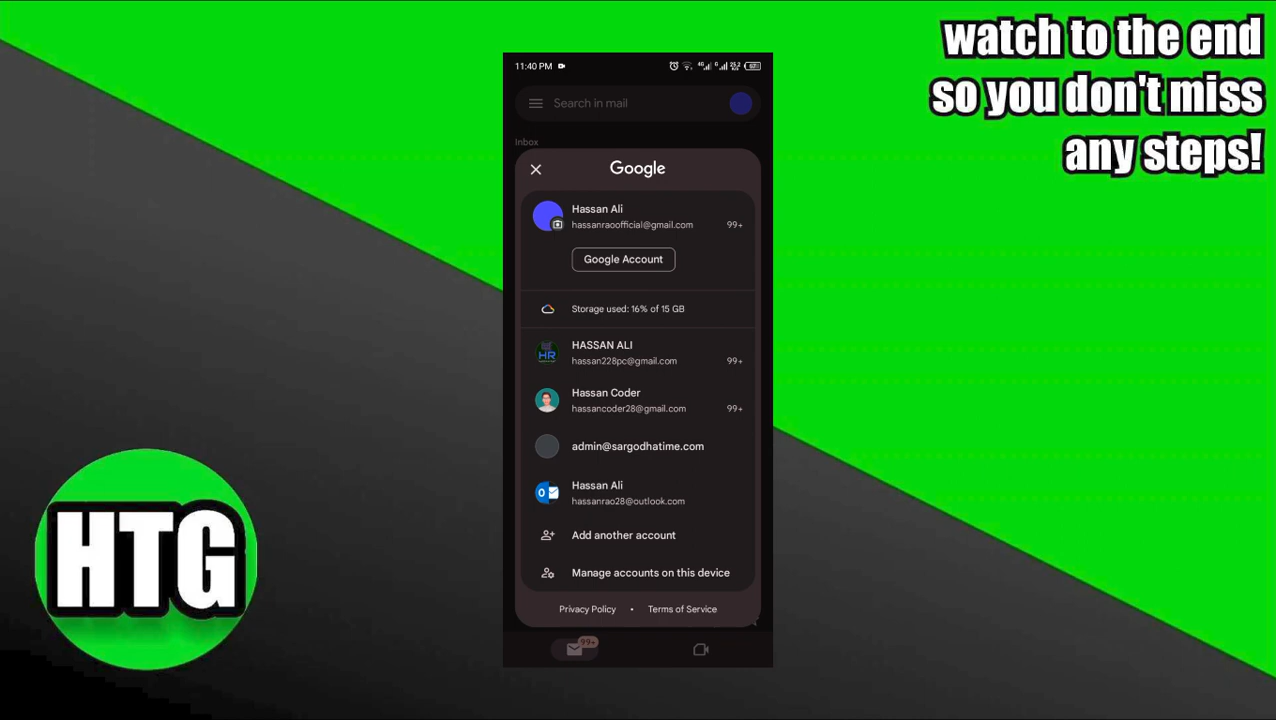 watch to the end
so you don't miss
any steps!
11:40 PM
Search in mail
Inbox
Google
Hassan Ali
hassanraoofficial@gmail.com
99+
Google Account
Storage used: 16% of 15 GB
HR
HASSAN ALI
hassan228pc@gmail.com
99+
Hassan Coder
hassancoder28@gmail.com
99+
admin@sargodhatime.com
Hassan Ali
hassanrao28@outlook.com
Add another account
Manage accounts on this device
Privacy Policy • Terms of Service
99+
HTG